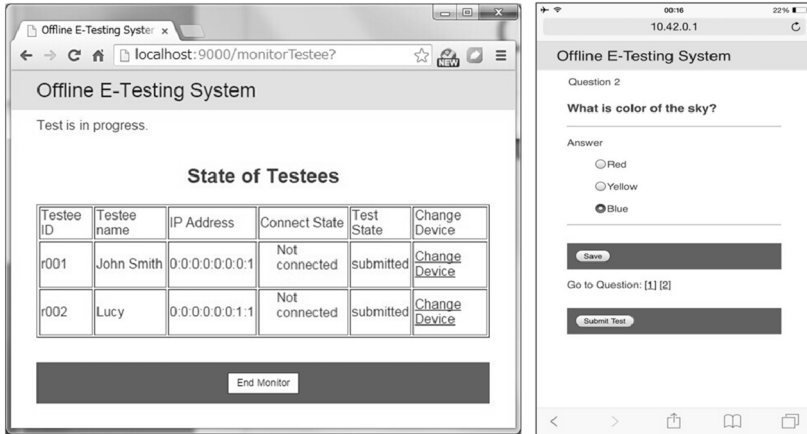 Offline E-Testing Syster ×
localhost:9000/monitorTestee?
NEW
Offline E-Testing System
Test is in progress.
State of Testees
Testee ID Testee name IP Address Connect State Test State Change Device
r001 John Smith 0:0:0:0:0:0:0:1 Not connected submitted Change Device
r002 Lucy 0:0:0:0:0:0:1:1 Not connected submitted Change Device
End Monitor
00:16 22%
10.42.0.1
Offline E-Testing System
Question 2
What is color of the sky?
Answer
Red
Yellow
Blue
Save
Go to Question: [1] [2]
Submit Test